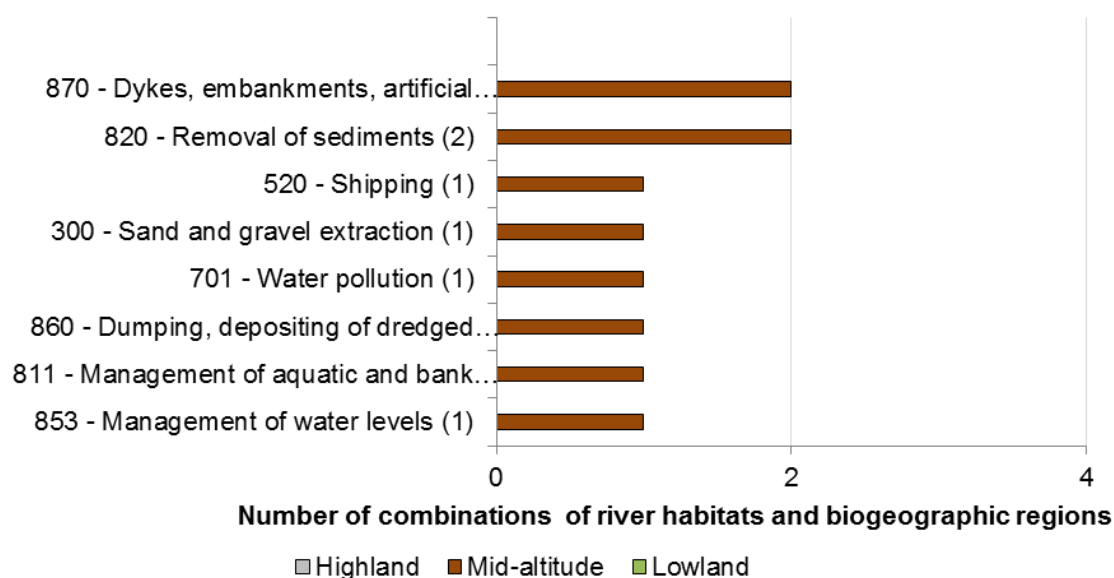 870 - Dykes, embankments, artificial…
820 - Removal of sediments (2)
520 - Shipping (1)
300 - Sand and gravel extraction (1)
701 - Water pollution (1)
860 - Dumping, depositing of dredged…
811 - Management of aquatic and bank…
853 - Management of water levels (1)
0 2 4
Number of combinations of river habitats and biogeographic regions
Highland Mid-altitude Lowland